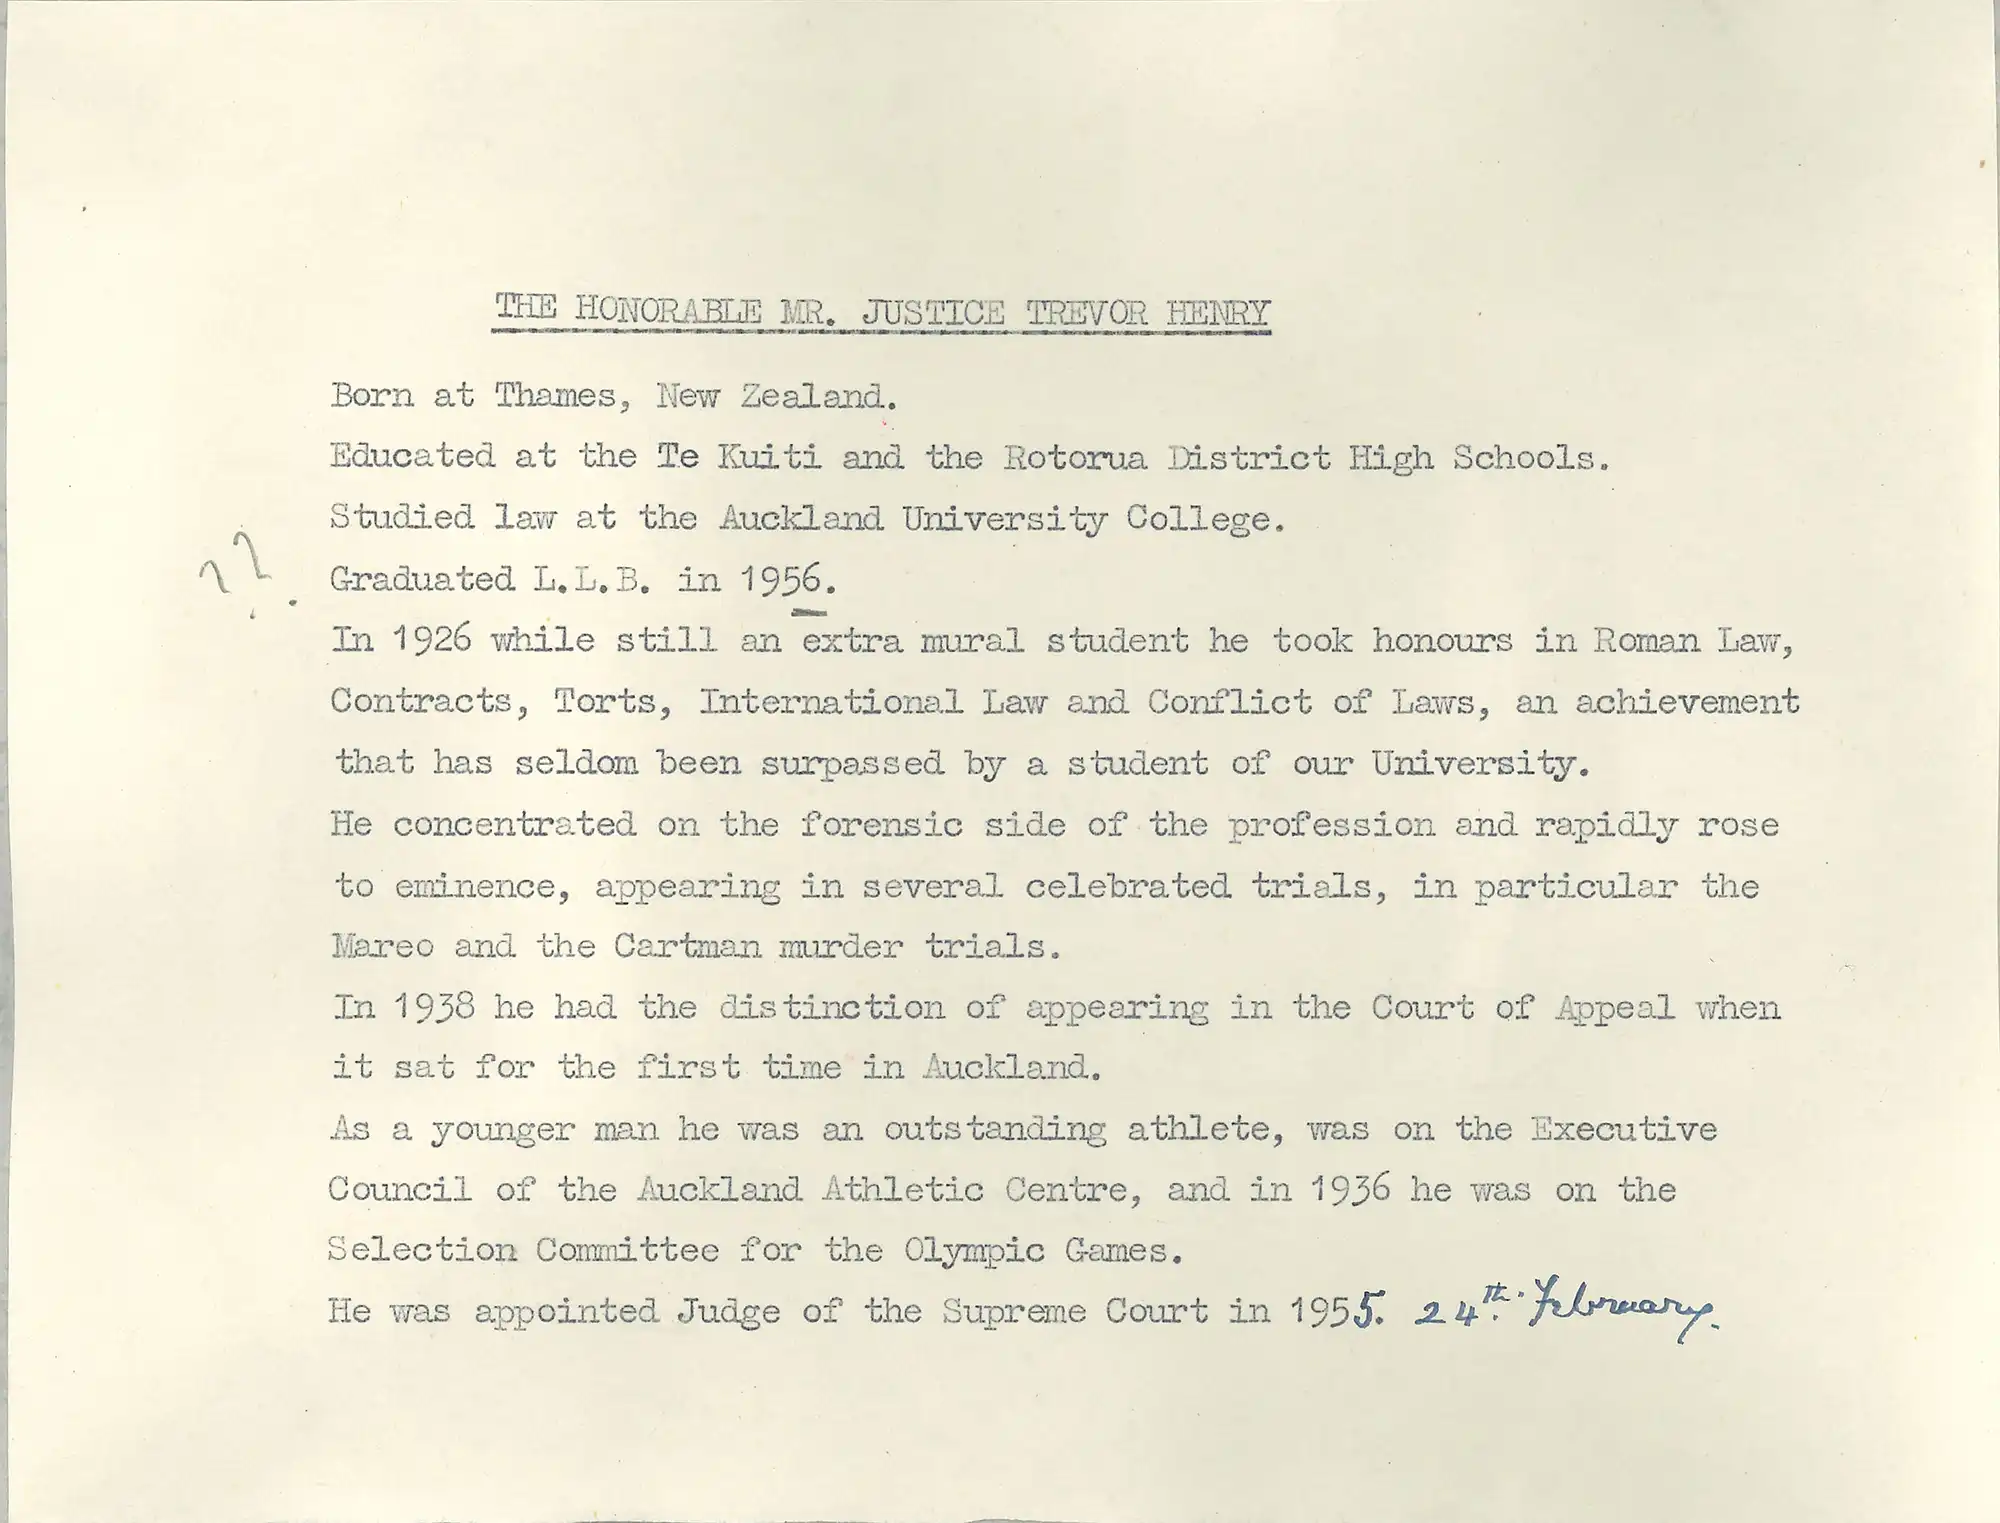 THE HONORABLE MR. JUSTICE TREVOR HENRY
Born at Thames, New Zealand.
Educated at the Te Kuiti and the Rotorua District High Schools.
Studied law at the Auckland University College.
?? Graduated L.L.B. in 1956.
In 1926 while still an extra mural student he took honours in Roman Law,
Contracts, Torts, International Law and Conflict of Laws, an achievement
that has seldom been surpassed by a student of our University.
He concentrated on the forensic side of the profession and rapidly rose
to eminence, appearing in several celebrated trials, in particular the
Mareo and the Cartman murder trials.
In 1938 he had the distinction of appearing in the Court of Appeal when
it sat for the first time in Auckland.
As a younger man he was an outstanding athlete, was on the Executive
Council of the Auckland Athletic Centre, and in 1936 he was on the
Selection Committee for the Olympic Games.
He was appointed Judge of the Supreme Court in 1955. 24th. February.